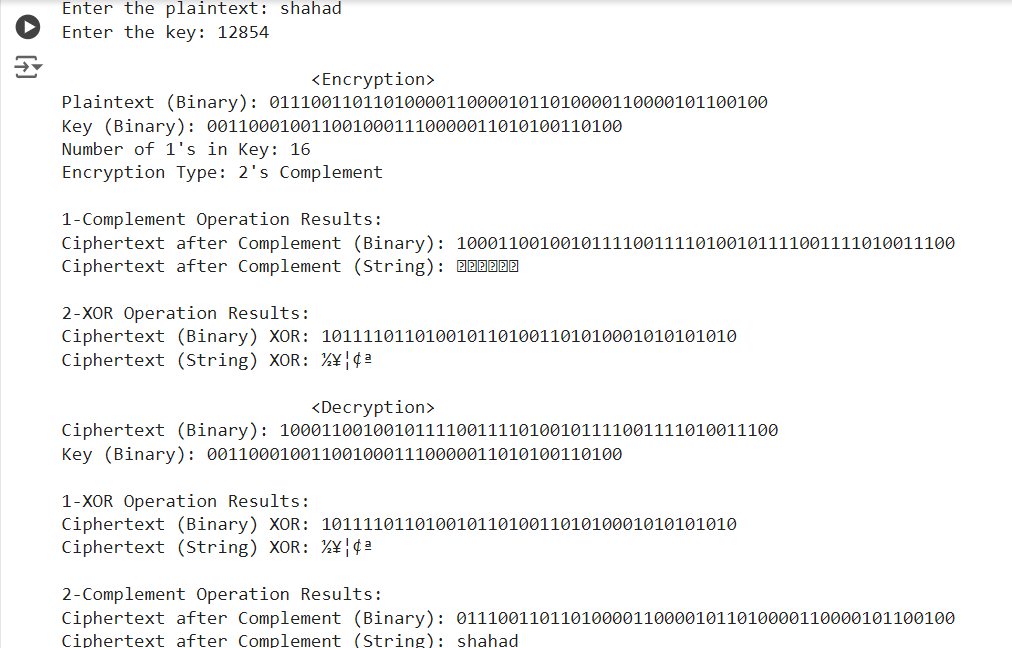 Enter the plaintext: shahad
Enter the key: 12854
<Encryption>
Plaintext (Binary): 011100110110100001100001011010000110000101100100
Key (Binary): 0011000100110010001110000011010100110100
Number of 1's in Key: 16
Encryption Type: 2's Complement
1-Complement Operation Results:
Ciphertext after Complement (Binary): 100011001001011110011110100101111001111010011100
Ciphertext after Complement (String):
2-XOR Operation Results:
Ciphertext (Binary) XOR: 1011110110100101101001101010001010101010
Ciphertext (String) XOR: ½¥¦¢ª
<Decryption>
Ciphertext (Binary): 100011001001011110011110100101111001111010011100
Key (Binary): 0011000100110010001110000011010100110100
1-XOR Operation Results:
Ciphertext (Binary) XOR: 1011110110100101101001101010001010101010
Ciphertext (String) XOR: ½¥¦¢ª
2-Complement Operation Results:
Ciphertext after Complement (Binary): 011100110110100001100001011010000110000101100100
Ciphertext after Complement (String): shahad